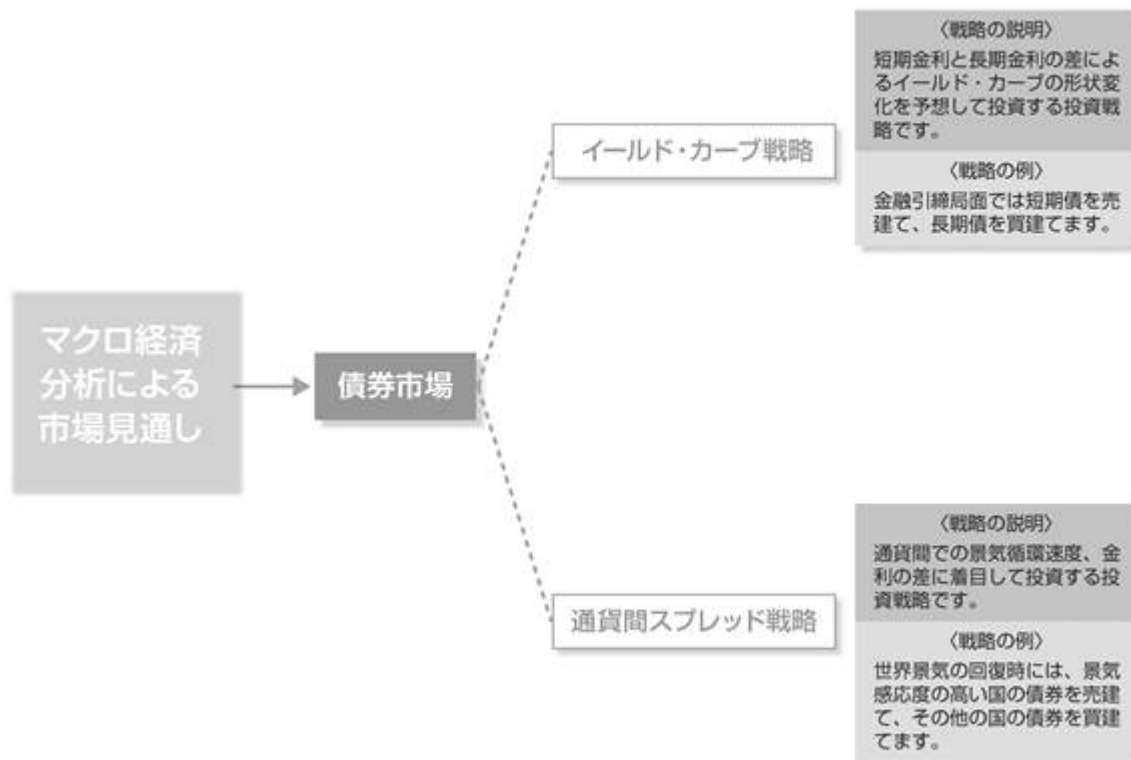 マクロ経済
分析による
市場見通し
債券市場
イールド・カーブ戦略
〈戦略の説明〉
短期金利と長期金利の差によ
るイールド・カーブの形状変
化を予想して投資する投資戦
略です。
〈戦略の例〉
金融引締局面では短期債を売
建て、長期債を買建てます。
通貨間スプレッド戦略
〈戦略の説明〉
通貨間での景気循環速度、金
利の差に着目して投資する投
資戦略です。
〈戦略の例〉
世界景気の回復時には、景気
感応度の高い国の債券を売建
て、その他の国の債券を買建
てます。